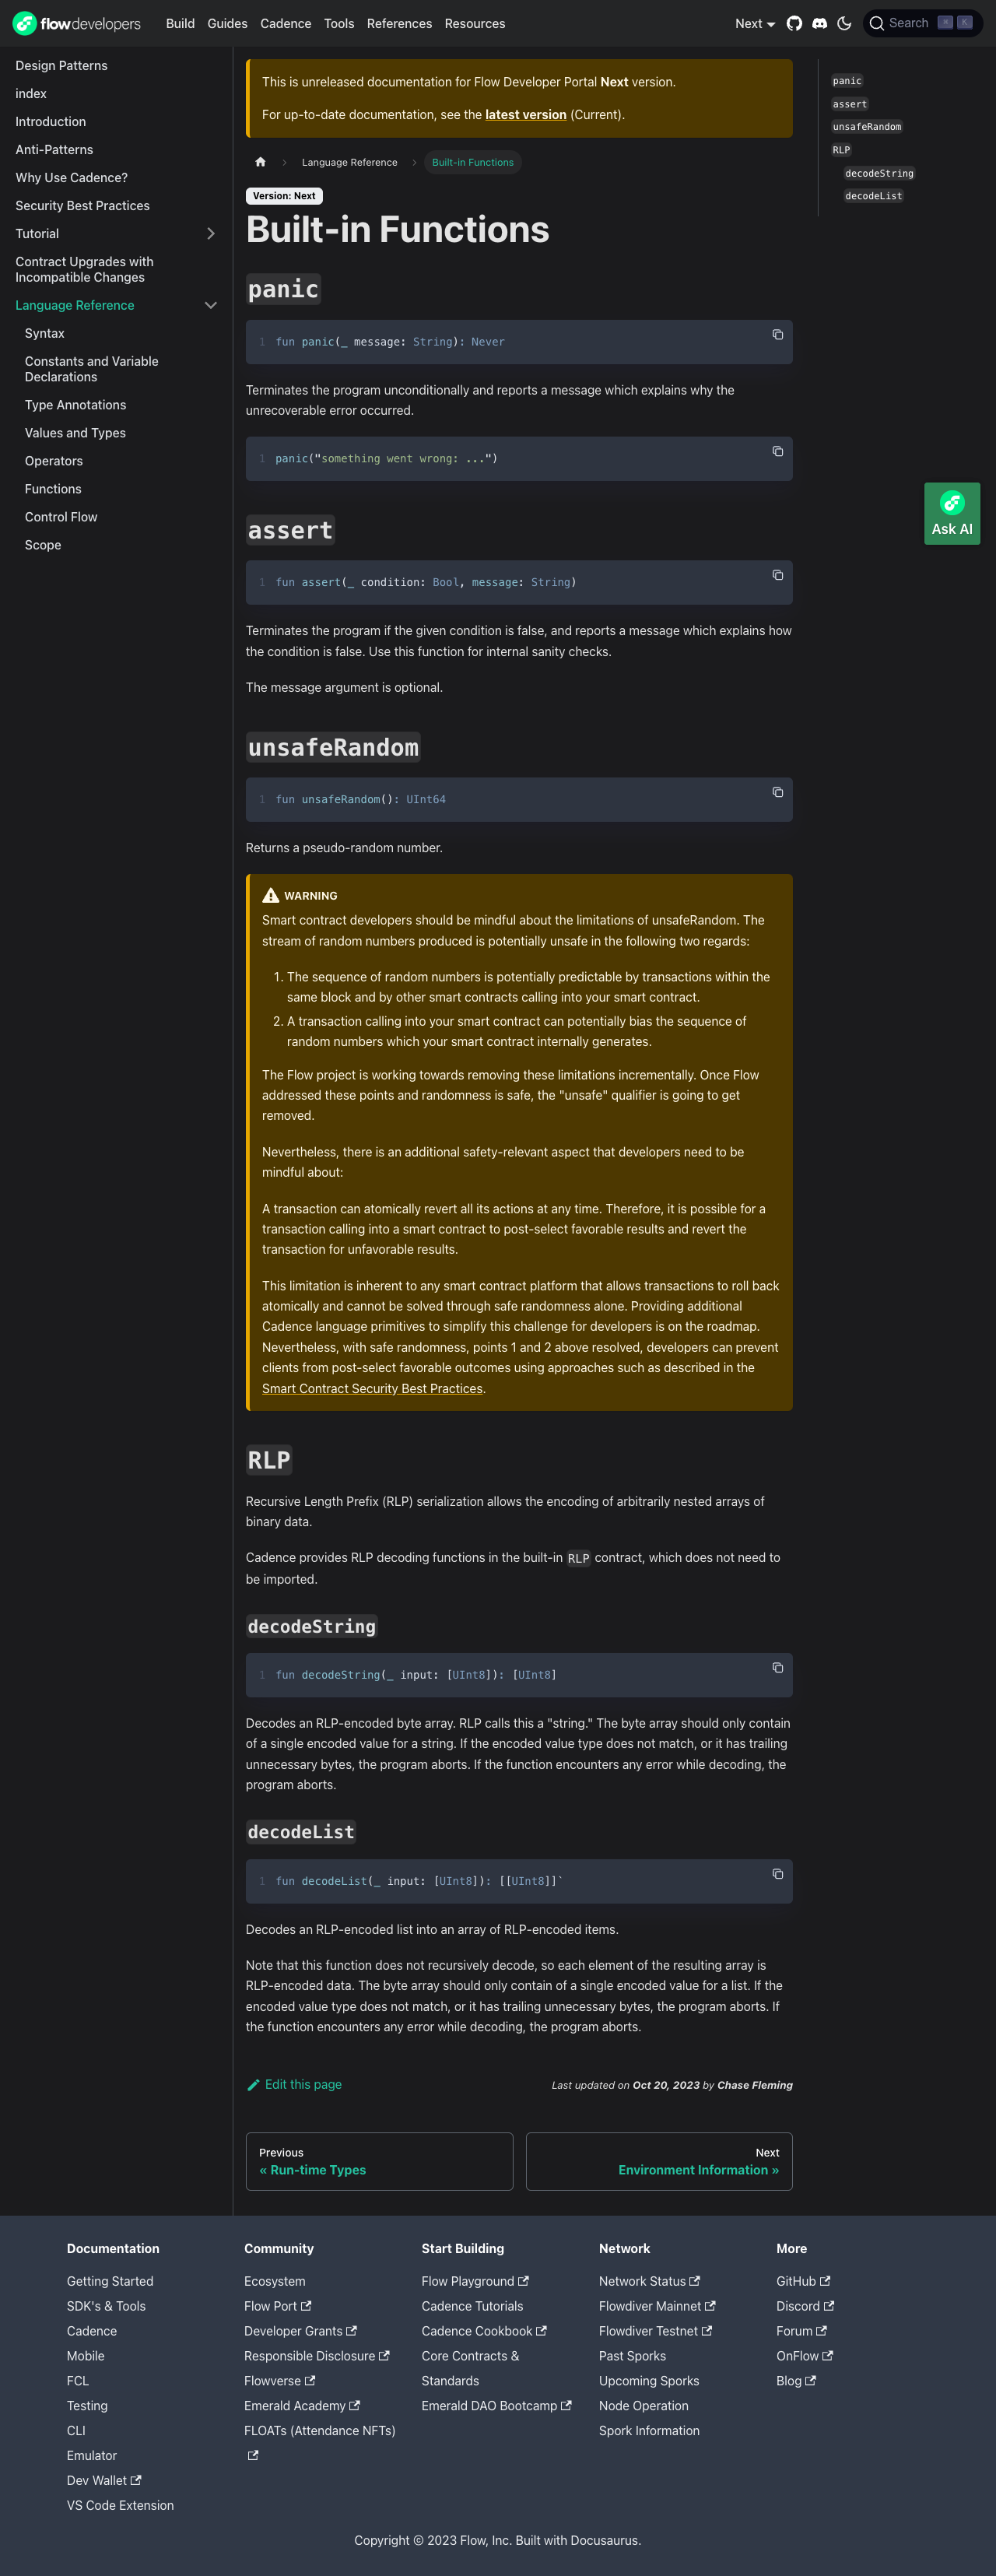 flowdevelopers Build Guides Cadence Tools References Resources Next Search ⌘ K
Design Patterns
index
Introduction
Anti-Patterns
Why Use Cadence?
Security Best Practices
Tutorial
Contract Upgrades with
Incompatible Changes
Language Reference
Syntax
Constants and Variable
Declarations
Type Annotations
Values and Types
Operators
Functions
Control Flow
Scope
This is unreleased documentation for Flow Developer Portal Next version.
For up-to-date documentation, see the latest version (Current).
Language Reference Built-in Functions
Version: Next
Built-in Functions
panic
1 fun panic(_ message: String): Never
Terminates the program unconditionally and reports a message which explains why the
unrecoverable error occurred.
1 panic("something went wrong: ...")
assert
1 fun assert(_ condition: Bool, message: String)
Terminates the program if the given condition is false, and reports a message which explains how
the condition is false. Use this function for internal sanity checks.
The message argument is optional.
unsafeRandom
1 fun unsafeRandom(): UInt64
Returns a pseudo-random number.
WARNING
Smart contract developers should be mindful about the limitations of unsafeRandom. The
stream of random numbers produced is potentially unsafe in the following two regards:
1. The sequence of random numbers is potentially predictable by transactions within the
same block and by other smart contracts calling into your smart contract.
2. A transaction calling into your smart contract can potentially bias the sequence of
random numbers which your smart contract internally generates.
The Flow project is working towards removing these limitations incrementally. Once Flow
addressed these points and randomness is safe, the "unsafe" qualifier is going to get
removed.
Nevertheless, there is an additional safety-relevant aspect that developers need to be
mindful about:
A transaction can atomically revert all its actions at any time. Therefore, it is possible for a
transaction calling into a smart contract to post-select favorable results and revert the
transaction for unfavorable results.
This limitation is inherent to any smart contract platform that allows transactions to roll back
atomically and cannot be solved through safe randomness alone. Providing additional
Cadence language primitives to simplify this challenge for developers is on the roadmap.
Nevertheless, with safe randomness, points 1 and 2 above resolved, developers can prevent
clients from post-select favorable outcomes using approaches such as described in the
Smart Contract Security Best Practices.
RLP
Recursive Length Prefix (RLP) serialization allows the encoding of arbitrarily nested arrays of
binary data.
Cadence provides RLP decoding functions in the built-in RLP contract, which does not need to
be imported.
decodeString
1 fun decodeString(_ input: [UInt8]): [UInt8]
Decodes an RLP-encoded byte array. RLP calls this a "string." The byte array should only contain
of a single encoded value for a string. If the encoded value type does not match, or it has trailing
unnecessary bytes, the program aborts. If the function encounters any error while decoding, the
program aborts.
decodeList
1 fun decodeList(_ input: [UInt8]): [[UInt8]]`
Decodes an RLP-encoded list into an array of RLP-encoded items.
Note that this function does not recursively decode, so each element of the resulting array is
RLP-encoded data. The byte array should only contain of a single encoded value for a list. If the
encoded value type does not match, or it has trailing unnecessary bytes, the program aborts. If
the function encounters any error while decoding, the program aborts.
Edit this page Last updated on Oct 20, 2023 by Chase Fleming
Previous
« Run-time Types
Next
Environment Information »
panic
assert
unsafeRandom
RLP
decodeString
decodeList
Ask AI
Documentation
Getting Started
SDK's & Tools
Cadence
Mobile
FCL
Testing
CLI
Emulator
Dev Wallet
VS Code Extension
Community
Ecosystem
Flow Port
Developer Grants
Responsible Disclosure
Flowverse
Emerald Academy
FLOATs (Attendance NFTs)
Start Building
Flow Playground
Cadence Tutorials
Cadence Cookbook
Core Contracts &
Standards
Emerald DAO Bootcamp
Network
Network Status
Flowdiver Mainnet
Flowdiver Testnet
Past Sporks
Upcoming Sporks
Node Operation
Spork Information
More
GitHub
Discord
Forum
OnFlow
Blog
Copyright © 2023 Flow, Inc. Built with Docusaurus.